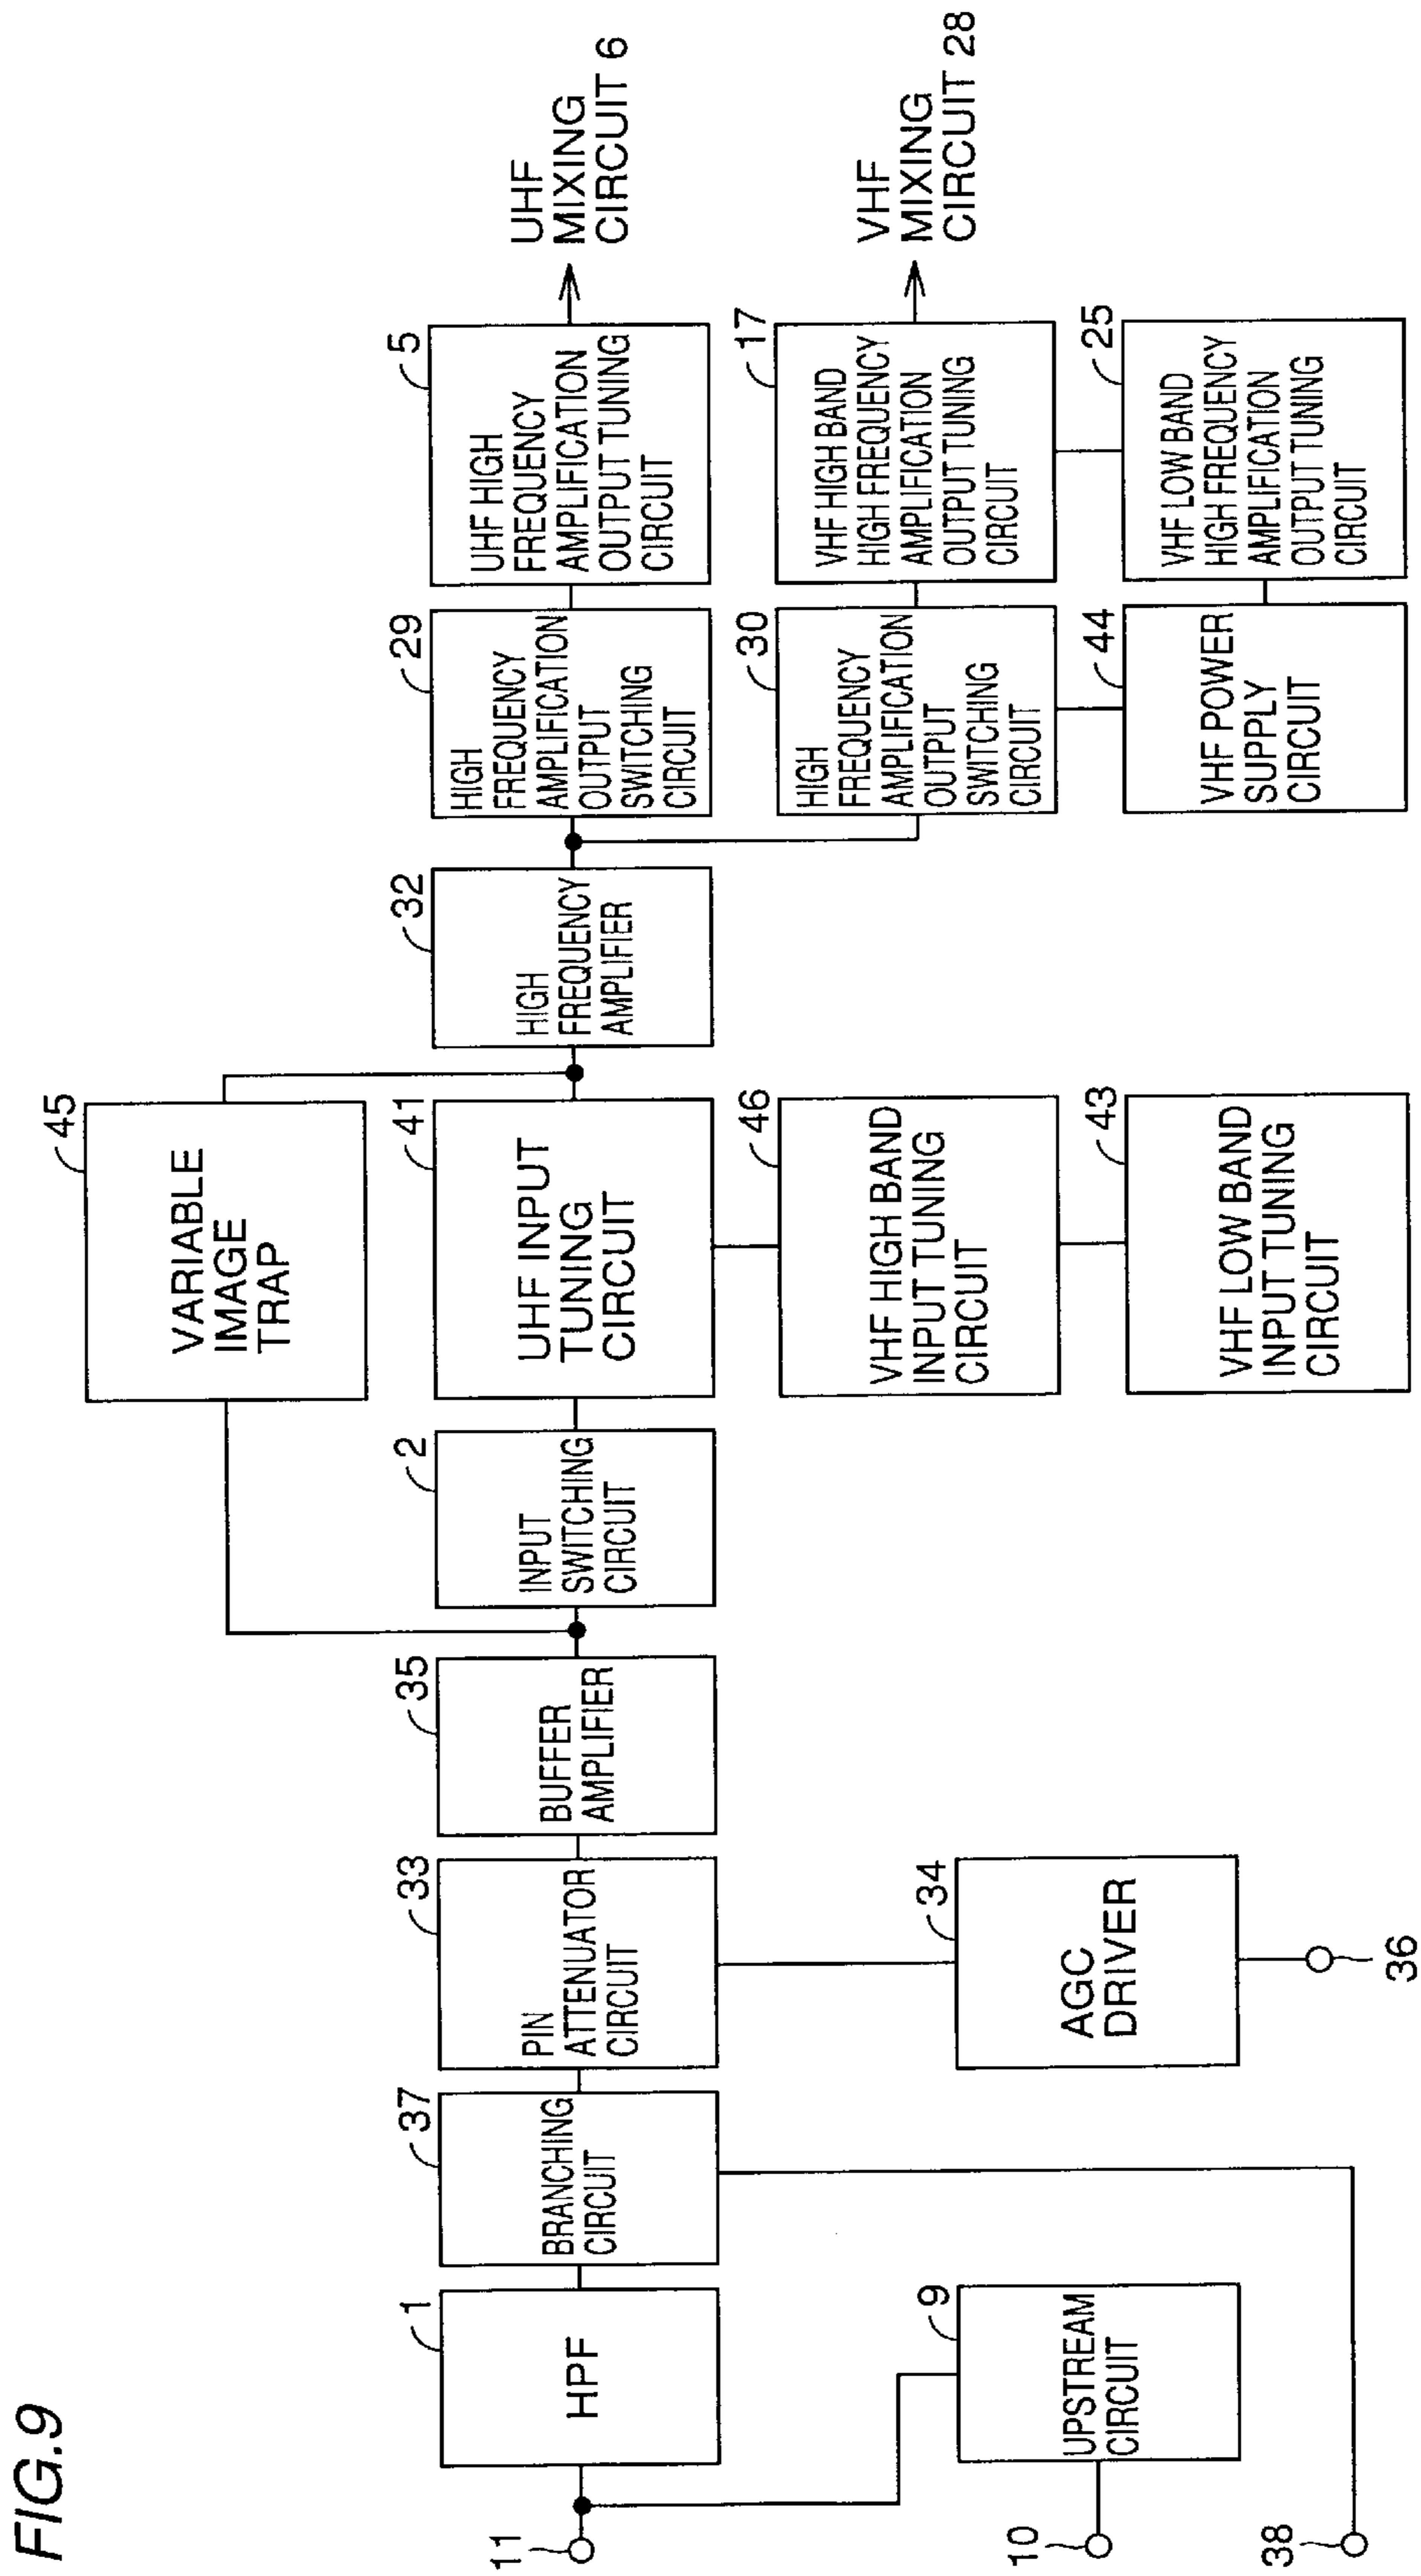 FIG.9
45
VARIABLE
IMAGE
TRAP
11
1
HPF
37
BRANCHING
CIRCUIT
33
PIN
ATTENUATOR
CIRCUIT
35
BUFFER
AMPLIFIER
2
INPUT
SWITCHING
CIRCUIT
41
UHF INPUT
TUNING
CIRCUIT
32
HIGH
FREQUENCY
AMPLIFIER
29
HIGH
FREQUENCY
AMPLIFICATION
OUTPUT
SWITCHING
CIRCUIT
5
UHF HIGH
FREQUENCY
AMPLIFICATION
OUTPUT TUNING
CIRCUIT
UHF
MIXING
CIRCUIT 6
46
VHF HIGH BAND
INPUT TUNING
CIRCUIT
30
HIGH
FREQUENCY
AMPLIFICATION
OUTPUT
SWITCHING
CIRCUIT
17
VHF HIGH BAND
HIGH FREQUENCY
AMPLIFICATION
OUTPUT TUNING
CIRCUIT
VHF
MIXING
CIRCUIT 28
10
9
UPSTREAM
CIRCUIT
34
AGC
DRIVER
36
43
VHF LOW BAND
INPUT TUNING
CIRCUIT
44
VHF POWER
SUPPLY
CIRCUIT
25
VHF LOW BAND
HIGH FREQUENCY
AMPLIFICATION
OUTPUT TUNING
CIRCUIT
38